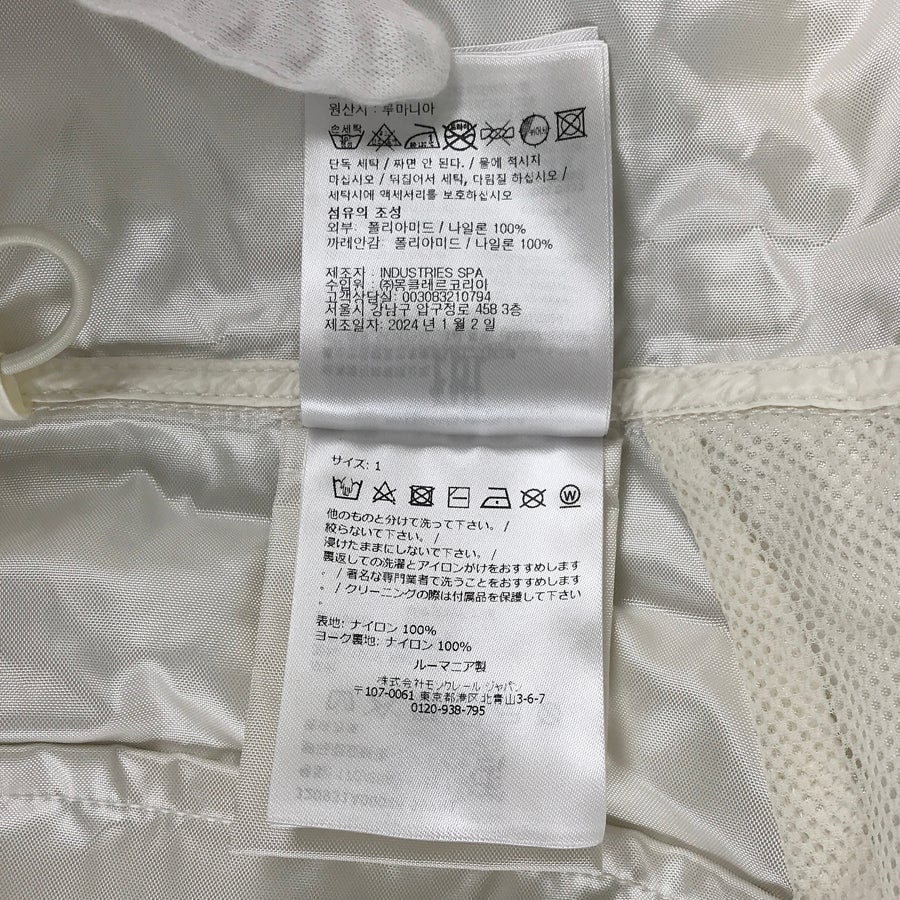 원산지 : 루마니아
손세탁
단독 세탁 / 짜면 안 된다. / 물에 적시지
마십시오 / 뒤집어서 세탁, 다림질 하십시오 /
세탁시에 액세서리를 보호하십시오
섬유의 조성
외부: 폴리아미드 / 나일론 100%
까래안감: 폴리아미드 / 나일론 100%
제조자 : INDUSTRIES SPA
수입원 : ㈜몽클레르코리아
고객상담실: 003083210794
서울시 강남구 압구정로 458 3층
제조일자: 2024 년 1 월 2 일
サイズ: 1
W
他のものと分けて洗って下さい。 /
絞らないで下さい。 /
浸けたままにしないで下さい。 /
裏返しての洗濯とアイロンがけをおすすめします
。 / 著名な専門業者で洗うことをおすすめします
。 / クリーニングの際は付属品を保護して下さい
。
表地: ナイロン 100%
ヨーク裏地: ナイロン 100%
ルーマニア製
株式会社モンクレール ジャパン
〒107-0061 東京都港区北青山3-6-7
0120-938-795